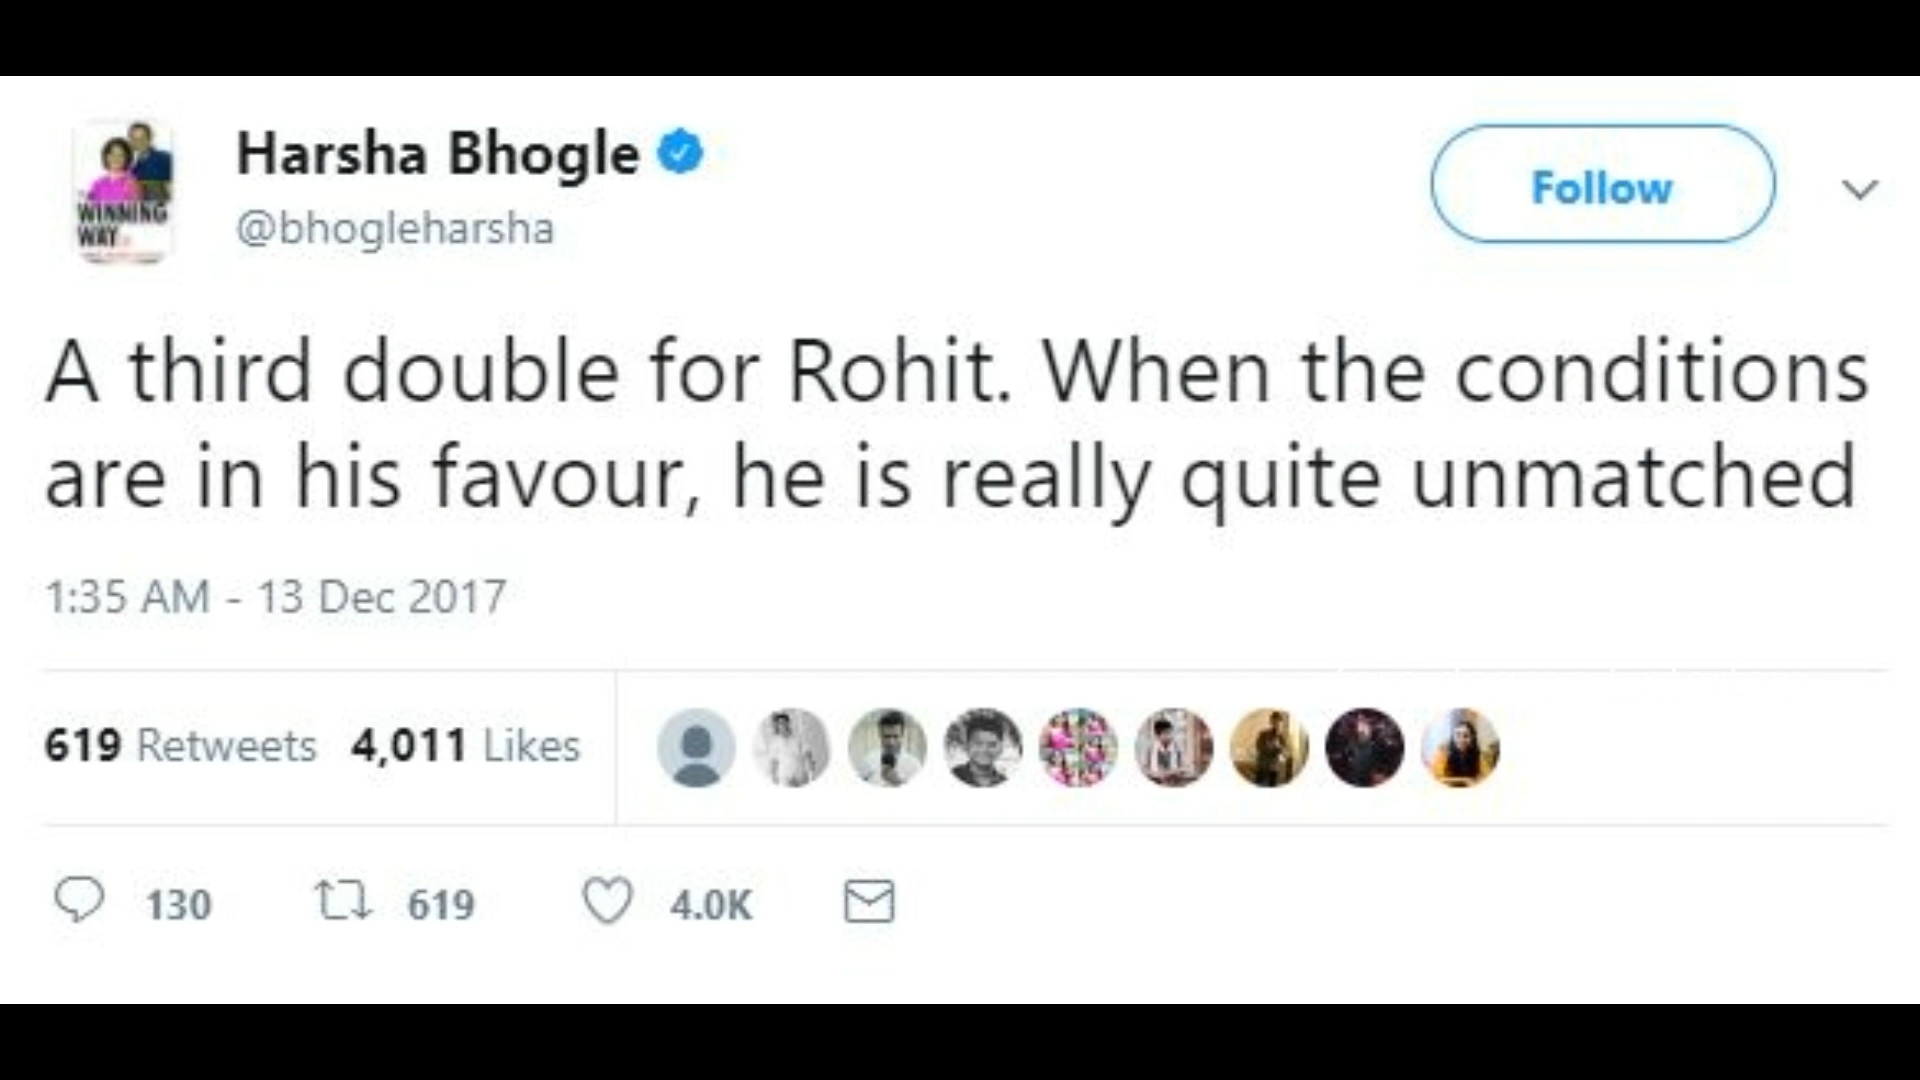 Harsha Bhogle
@bhogleharsha
WINNING
WAY
Follow
A third double for Rohit. When the conditions
are in his favour, he is really quite unmatched
1:35 AM - 13 Dec 2017
619 Retweets 4,011 Likes
130 619 4.0K